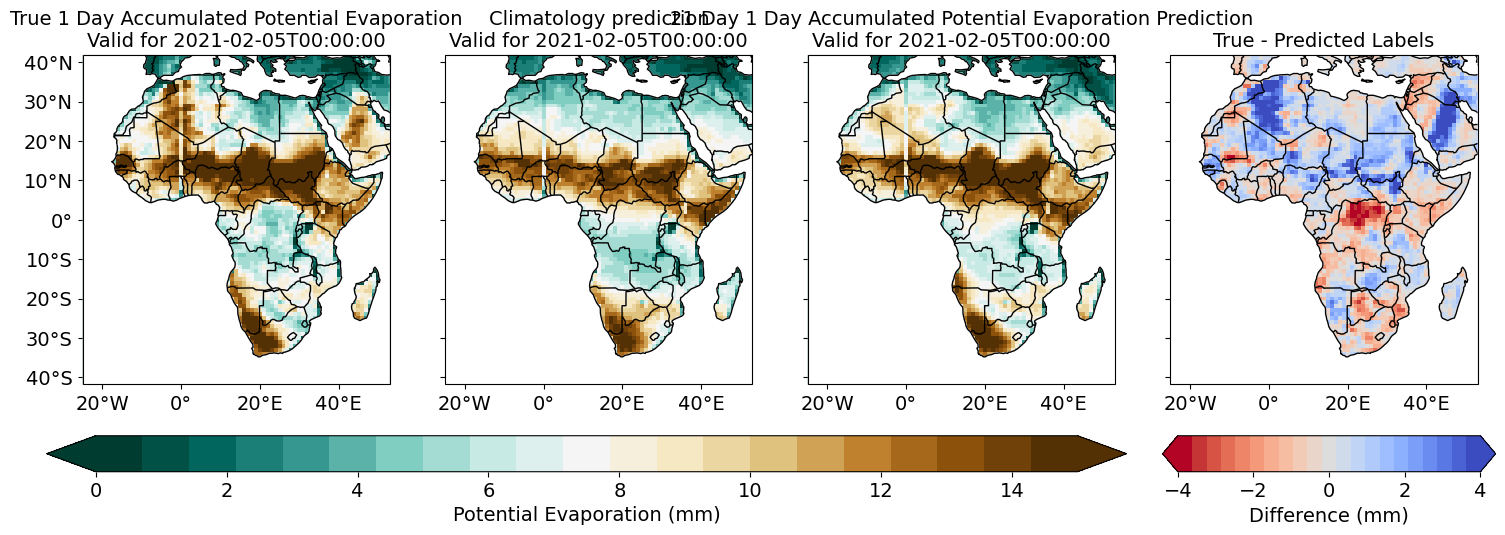 True 1 Day Accumulated Potential Evaporation
Valid for 2021-02-05T00:00:00
Climatology prediction
Valid for 2021-02-05T00:00:00
21 Day 1 Day Accumulated Potential Evaporation Prediction
Valid for 2021-02-05T00:00:00
True - Predicted Labels
40°N
30°N
20°N
10°N
0°
10°S
20°S
30°S
40°S
20°W 0° 20°E 40°E
20°W 0° 20°E 40°E
20°W 0° 20°E 40°E
20°W 0° 20°E 40°E
0 2 4 6 8 10 12 14
Potential Evaporation (mm)
−4 −2 0 2 4
Difference (mm)